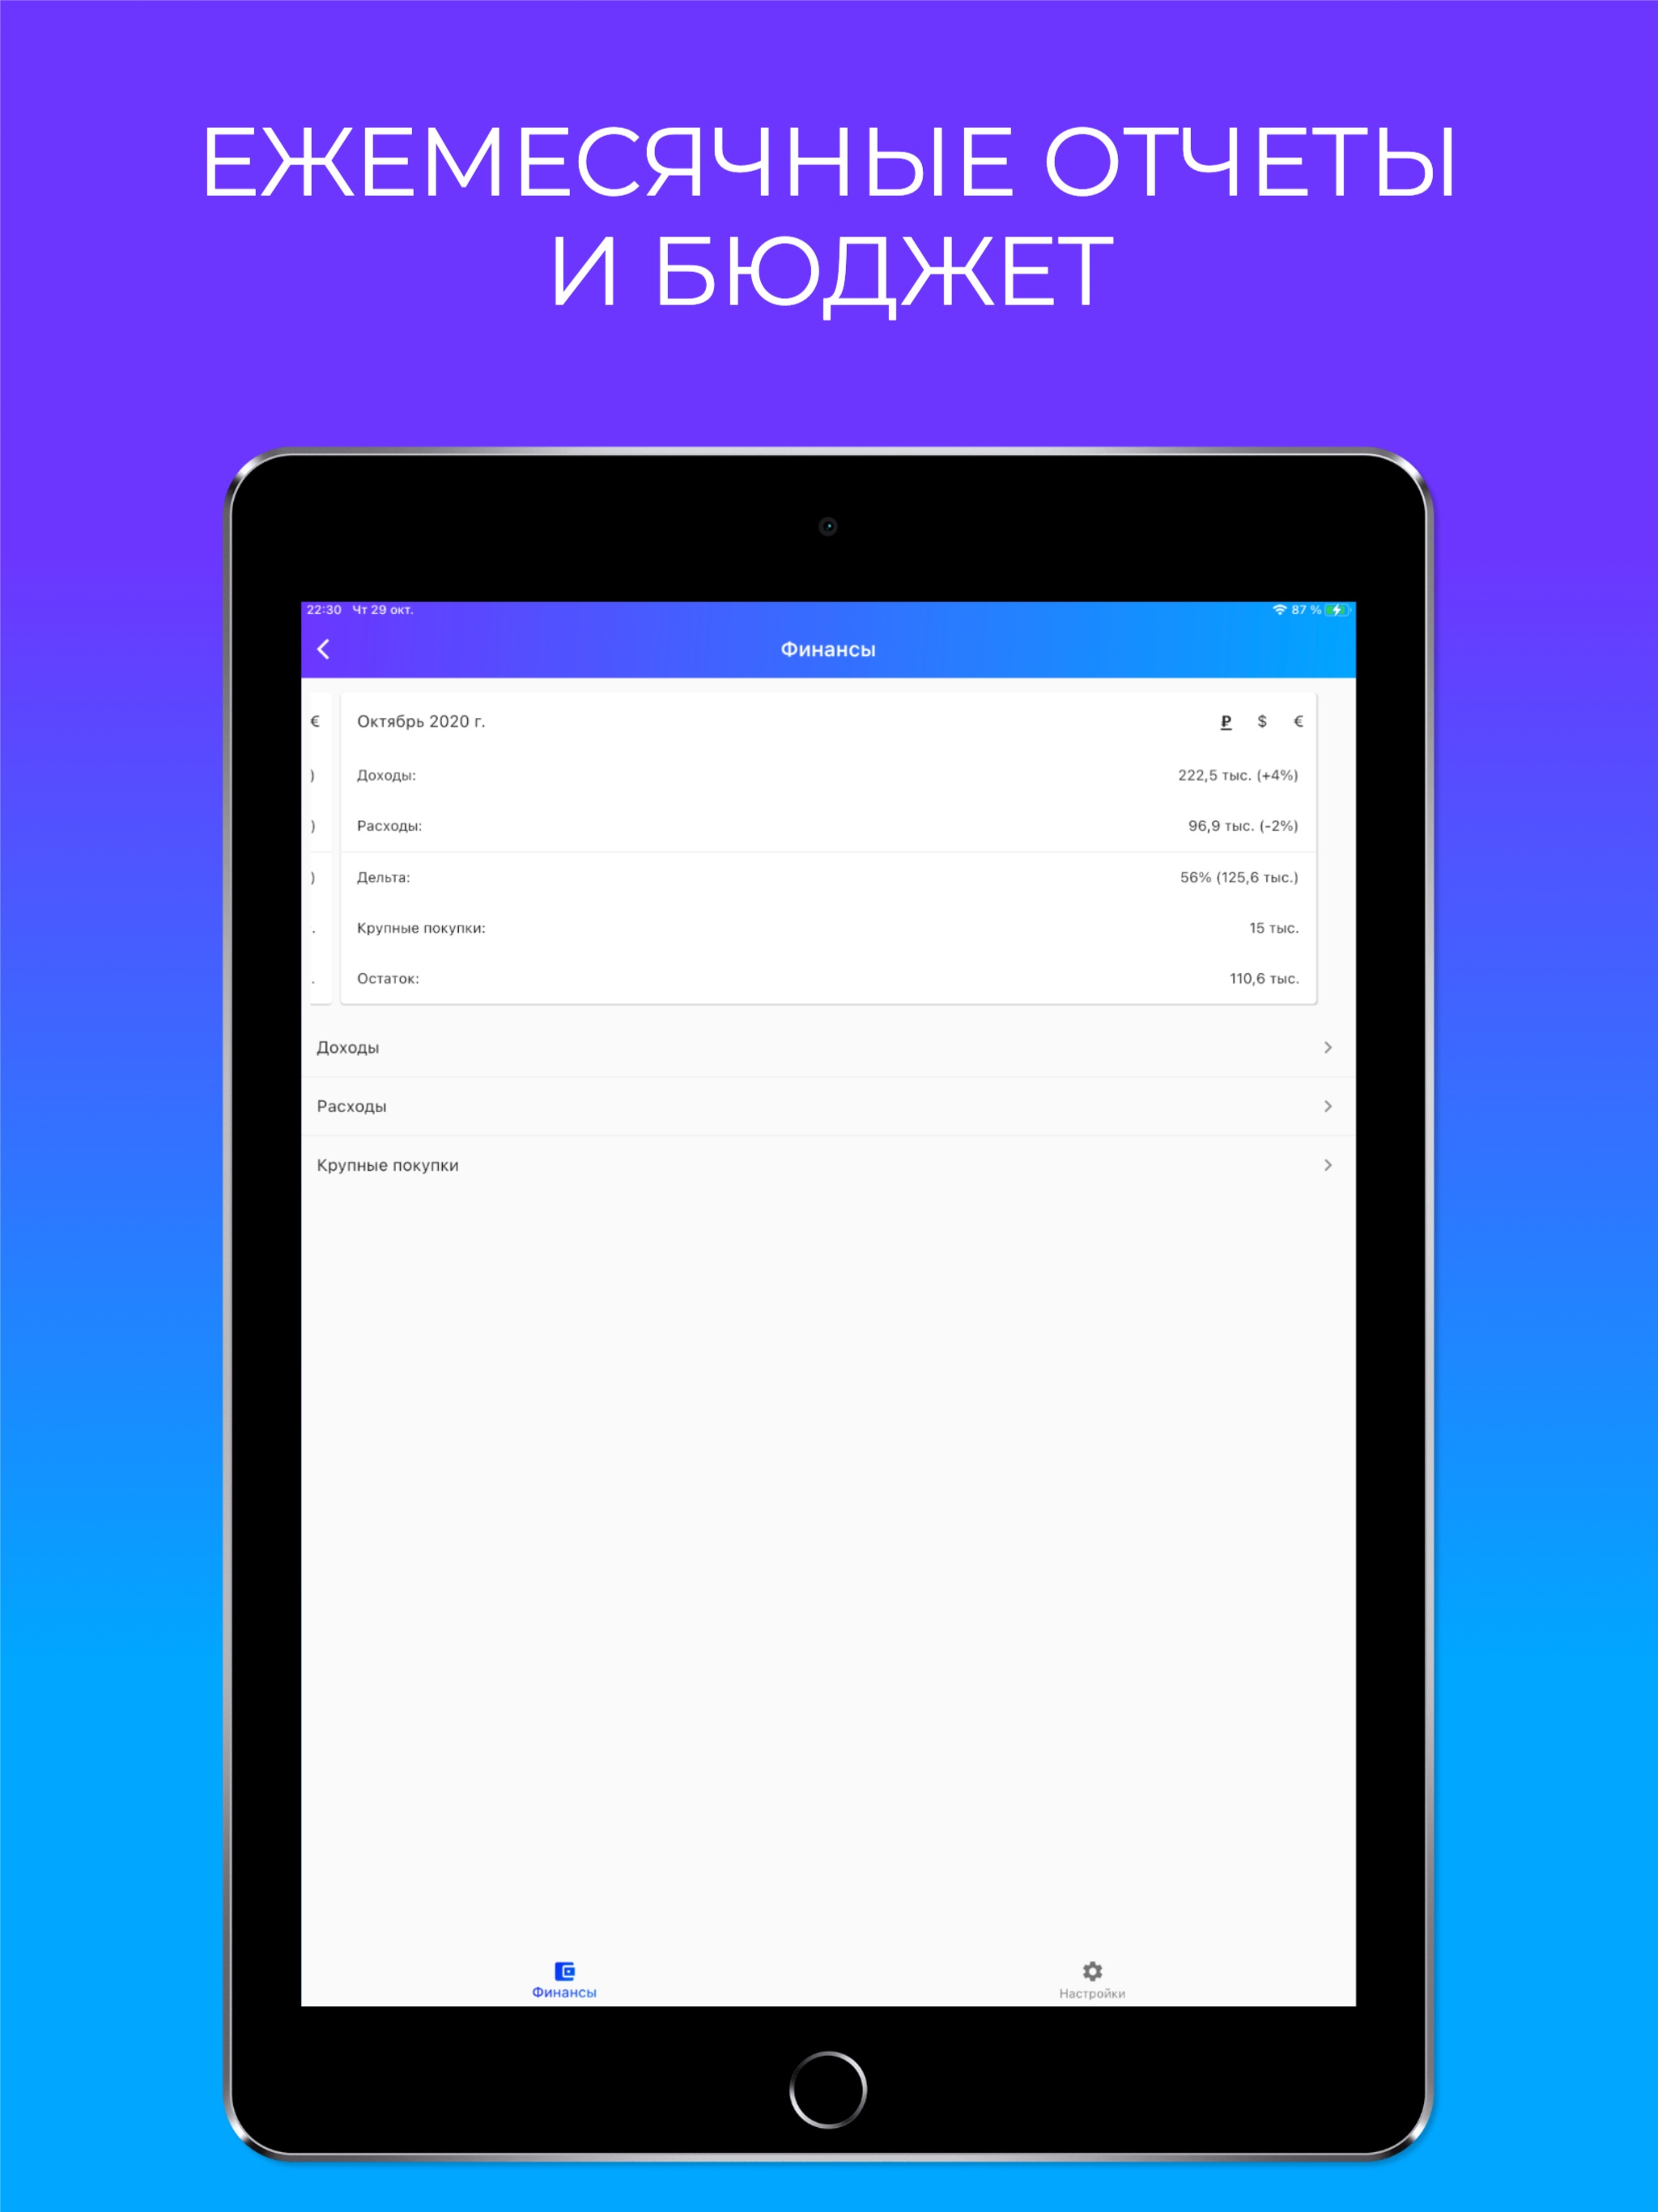 ЕЖЕМЕСЯЧНЫЕ ОТЧЕТЫ
И БЮДЖЕТ
22:30 Чт 29 окт. 87 %
Финансы
€ Октябрь 2020 г. ₽ $ €
) Доходы: 222,5 тыс. (+4%)
) Расходы: 96,9 тыс. (-2%)
) Дельта: 56% (125,6 тыс.)
. Крупные покупки: 15 тыс.
. Остаток: 110,6 тыс.
Доходы
Расходы
Крупные покупки
Финансы Настройки